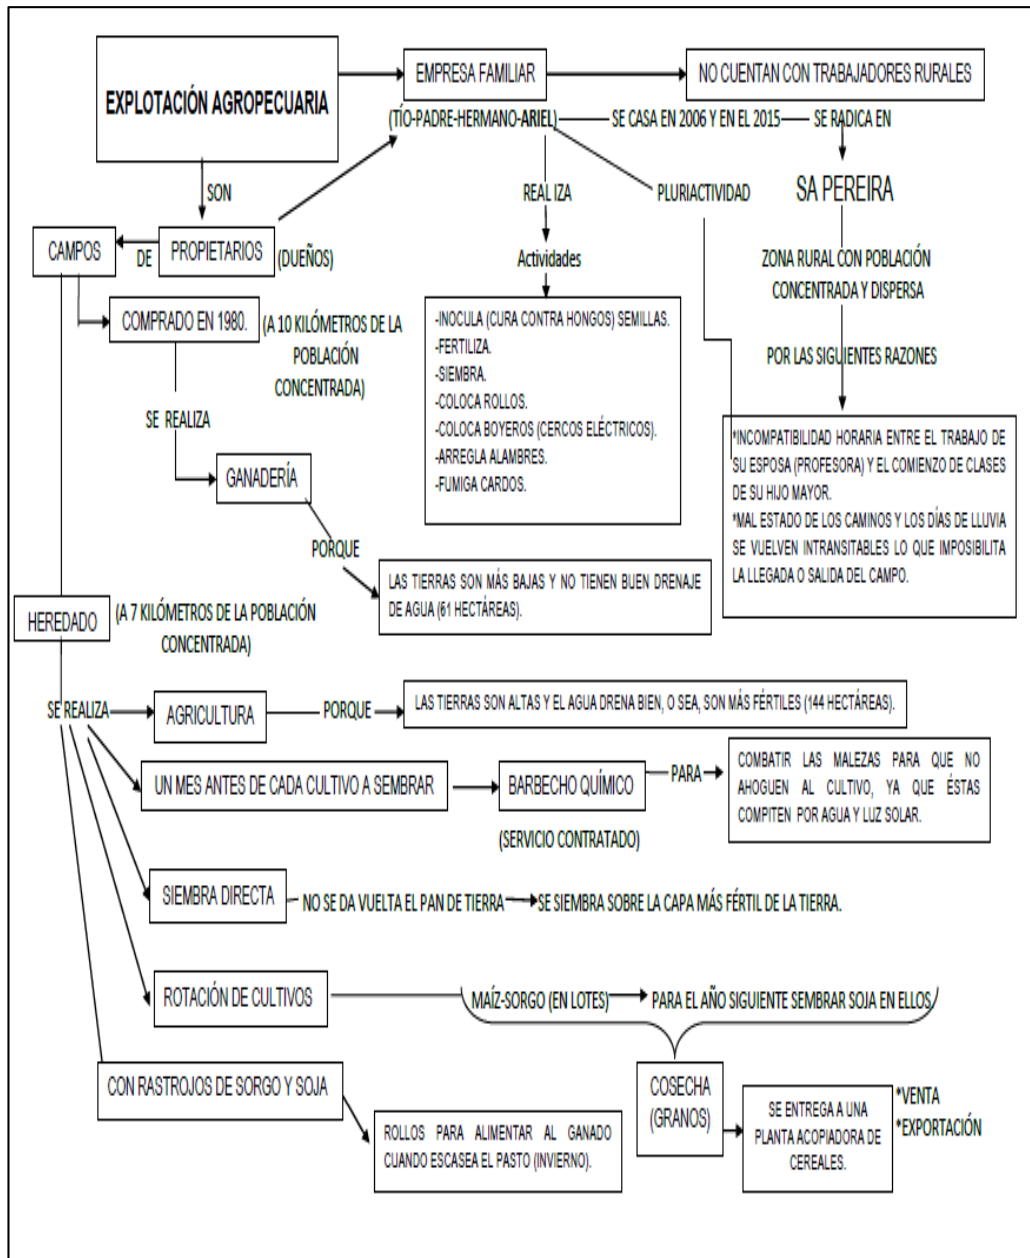 EXPLOTACIÓN AGROPECUARIA
EMPRESA FAMILIAR
NO CUENTAN CON TRABAJADORES RURALES
(TÍO-PADRE-HERMANO-ARIEL)
SE CASA EN 2006 Y EN EL 2015
SE RADICA EN
SON
REAL IZA
PLURIACTIVIDAD
SA PEREIRA
CAMPOS
DE
PROPIETARIOS
(DUEÑOS)
Actividades
ZONA RURAL CON POBLACIÓN
CONCENTRADA Y DISPERSA
COMPRADO EN 1980.
(A 10 KILÓMETROS DE LA
POBLACIÓN
CONCENTRADA)
-INOCULA (CURA CONTRA HONGOS) SEMILLAS.
-FERTILIZA.
-SIEMBRA.
-COLOCA ROLLOS.
-COLOCA BOYEROS (CERCOS ELÉCTRICOS).
-ARREGLA ALAMBRES.
-FUMIGA CARDOS.
POR LAS SIGUIENTES RAZONES
SE REALIZA
*INCOMPATIBILIDAD HORARIA ENTRE EL TRABAJO DE
SU ESPOSA (PROFESORA) Y EL COMIENZO DE CLASES
DE SU HIJO MAYOR.
*MAL ESTADO DE LOS CAMINOS Y LOS DÍAS DE LLUVIA
SE VUELVEN INTRANSITABLES LO QUE IMPOSIBILITA
LA LLEGADA O SALIDA DEL CAMPO.
GANADERÍA
PORQUE
LAS TIERRAS SON MÁS BAJAS Y NO TIENEN BUEN DRENAJE
DE AGUA (61 HECTÁREAS).
HEREDADO
(A 7 KILÓMETROS DE LA POBLACIÓN
CONCENTRADA)
SE REALIZA
AGRICULTURA
PORQUE
LAS TIERRAS SON ALTAS Y EL AGUA DRENA BIEN, O SEA, SON MÁS FÉRTILES (144 HECTÁREAS).
UN MES ANTES DE CADA CULTIVO A SEMBRAR
BARBECHO QUÍMICO
(SERVICIO CONTRATADO)
PARA
COMBATIR LAS MALEZAS PARA QUE NO
AHOGUEN AL CULTIVO, YA QUE ÉSTAS
COMPITEN POR AGUA Y LUZ SOLAR.
SIEMBRA DIRECTA
NO SE DA VUELTA EL PAN DE TIERRA
SE SIEMBRA SOBRE LA CAPA MÁS FÉRTIL DE LA TIERRA.
ROTACIÓN DE CULTIVOS
MAÍZ-SORGO (EN LOTES)
PARA EL AÑO SIGUIENTE SEMBRAR SOJA EN ELLOS
CON RASTROJOS DE SORGO Y SOJA
COSECHA
(GRANOS)
SE ENTREGA A UNA
PLANTA ACOPIADORA DE
CEREALES.
*VENTA
*EXPORTACIÓN
ROLLOS PARA ALIMENTAR AL GANADO
CUANDO ESCASEA EL PASTO (INVIERNO).